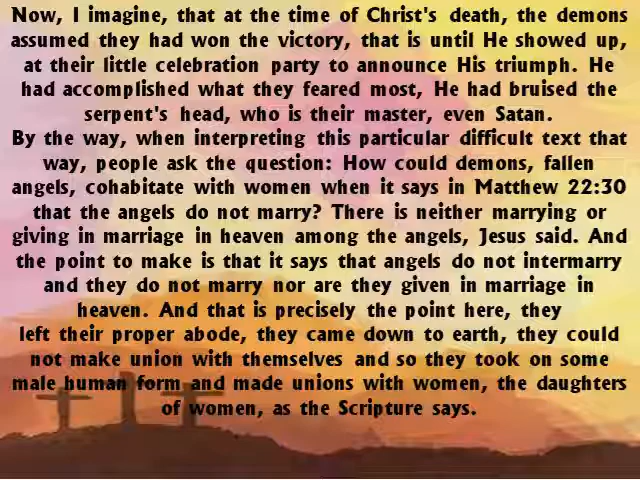 Now, I imagine, that at the time of Christ's death, the demons
assumed they had won the victory, that is until He showed up,
at their little celebration party to announce His triumph. He
had accomplished what they feared most, He had bruised the
serpent's head, who is their master, even Satan.
By the way, when interpreting this particular difficult text that
way, people ask the question: How could demons, fallen
angels, cohabitate with women when it says in Matthew 22:30
that the angels do not marry? There is neither marrying or
giving in marriage in heaven among the angels, Jesus said. And
the point to make is that it says that angels do not intermarry
and they do not marry nor are they given in marriage in
heaven. And that is precisely the point here, they
left their proper abode, they came down to earth, they could
not make union with themselves and so they took on some
male human form and made unions with women, the daughters
of women, as the Scripture says.